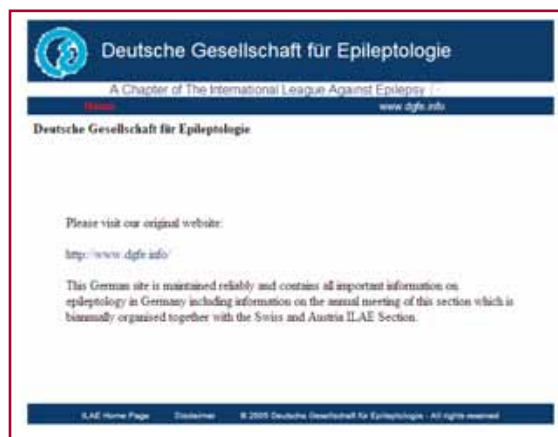 Deutsche Gesellschaft für Epileptologie
A Chapter of The International League Against Epilepsy
Home www.dgfe.info
Deutsche Gesellschaft für Epileptologie
Please visit our original website:
http://www.dgfe.info/
This German site is maintained reliably and contains all important information on
epileptology in Germany including information on the annual meeting of this section which is
biannually organised together with the Swiss and Austria ILAE Section.
ILAE Home Page Disclaimer © 2005 Deutsche Gesellschaft für Epileptologie - All rights reserved